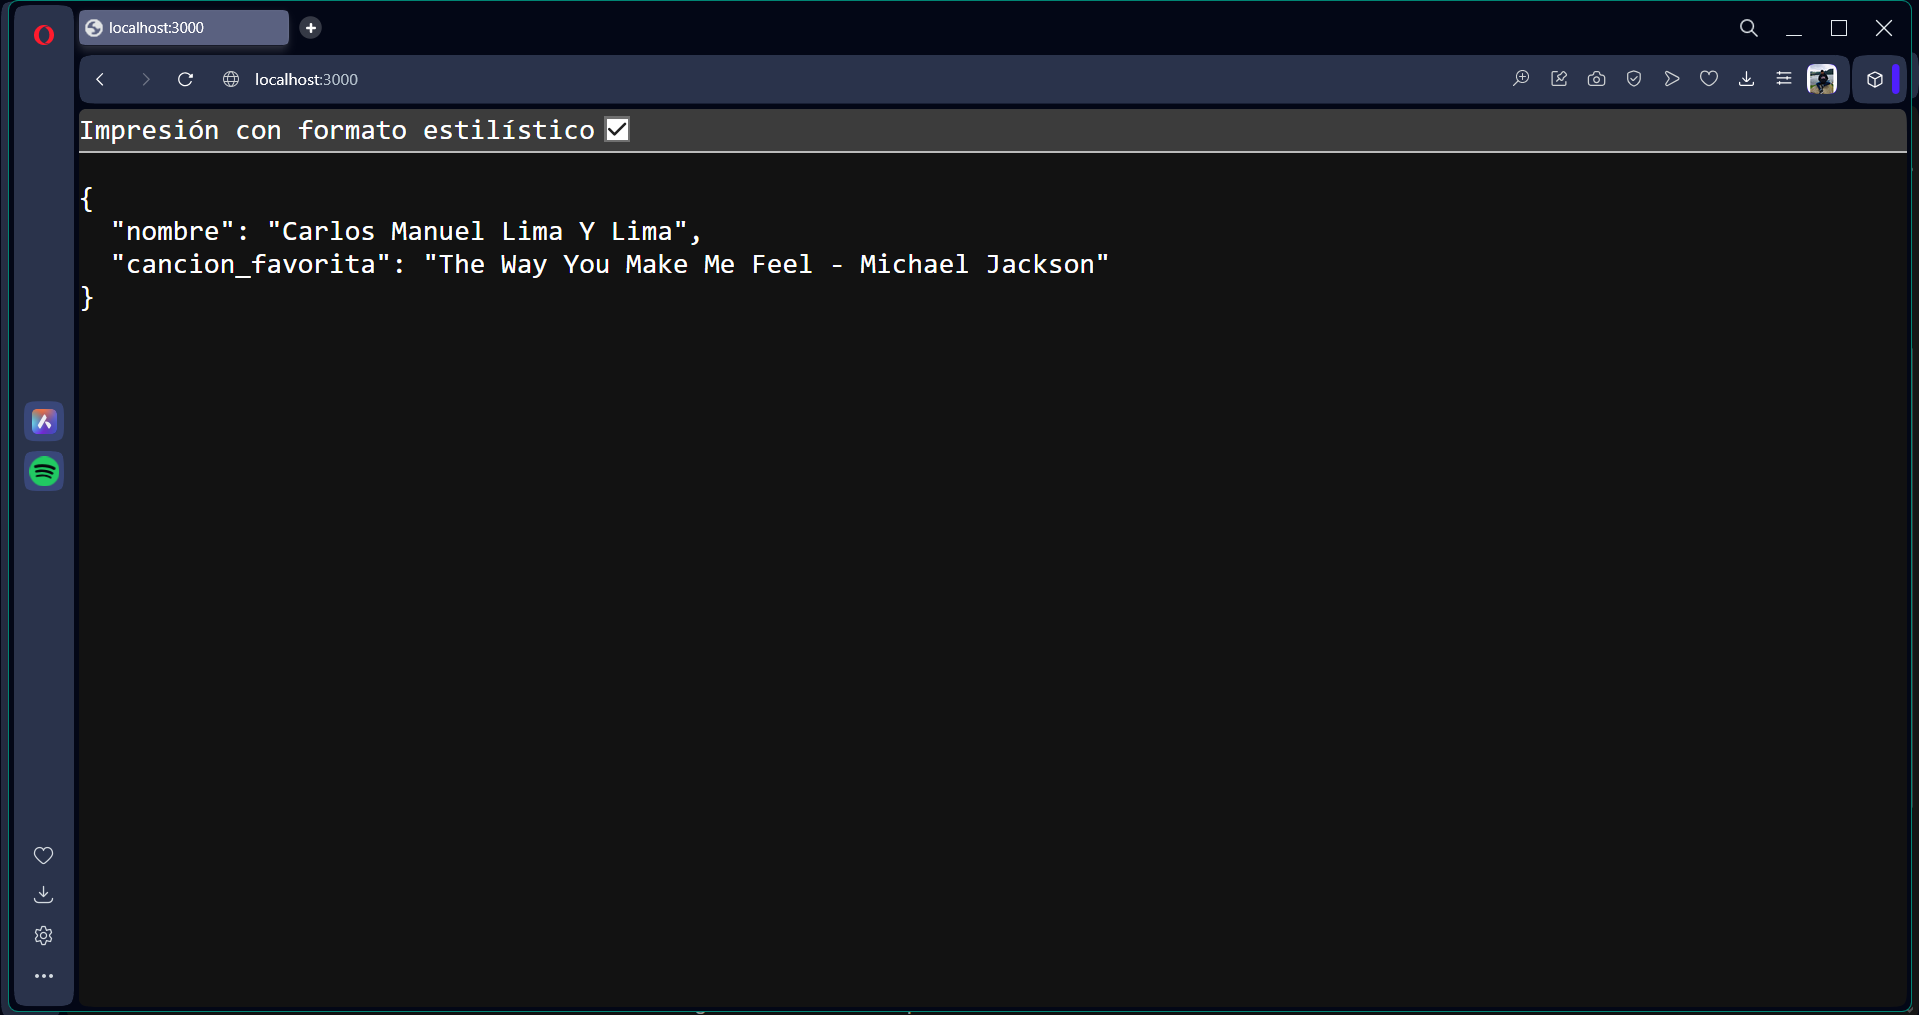 localhost:3000
localhost:3000
Impresión con formato estilístico
{
  "nombre": "Carlos Manuel Lima Y Lima",
  "cancion_favorita": "The Way You Make Me Feel - Michael Jackson"
}